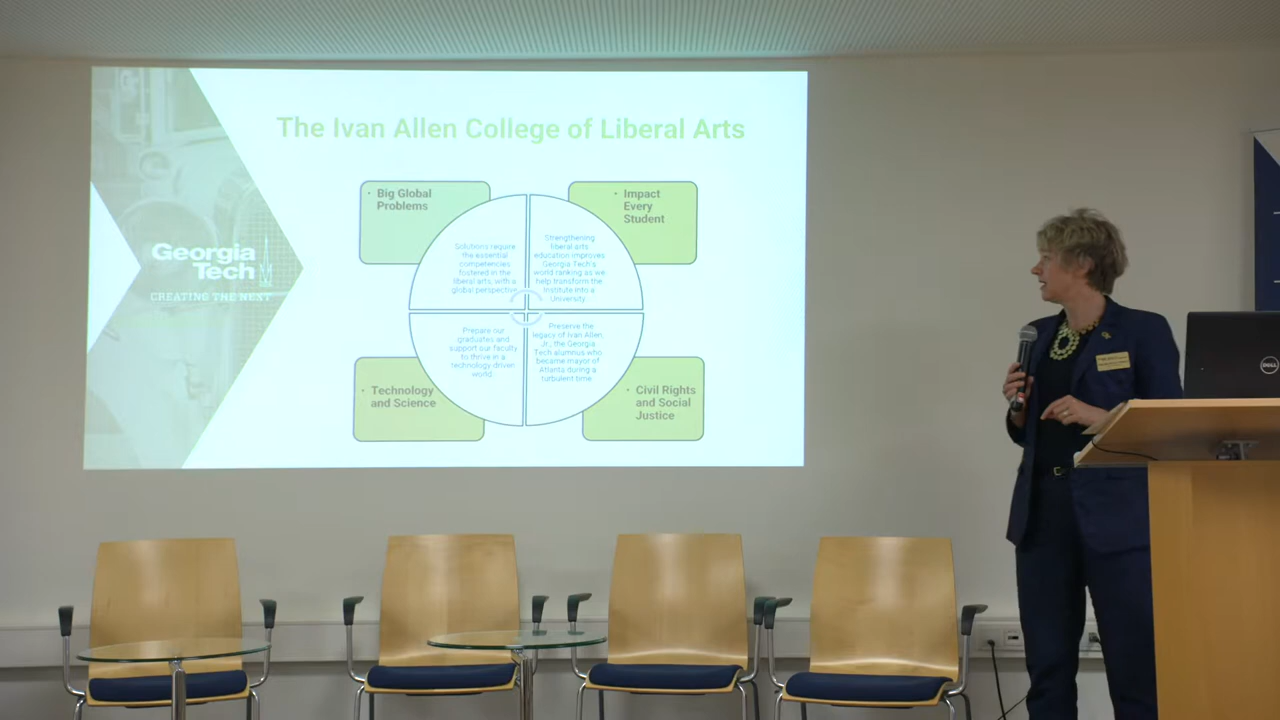 The Ivan Allen College of Liberal Arts
Georgia
Tech
CREATING THE NEXT
• Big Global
Problems
Solutions require
the essential
competencies
fostered in the
liberal arts, with a
global perspective
• Impact
Every
Student
Strengthening
liberal arts
education improves
Georgia Tech's
world ranking as we
help transform the
Institute into a
University.
• Technology
and Science
Prepare our
graduates and
support our faculty
to thrive in a
technology-driven
world.
Preserve the
legacy of Ivan Allen,
Jr., the Georgia
Tech alumnus who
became mayor of
Atlanta during a
turbulent time.
• Civil Rights
and Social
Justice
DELL